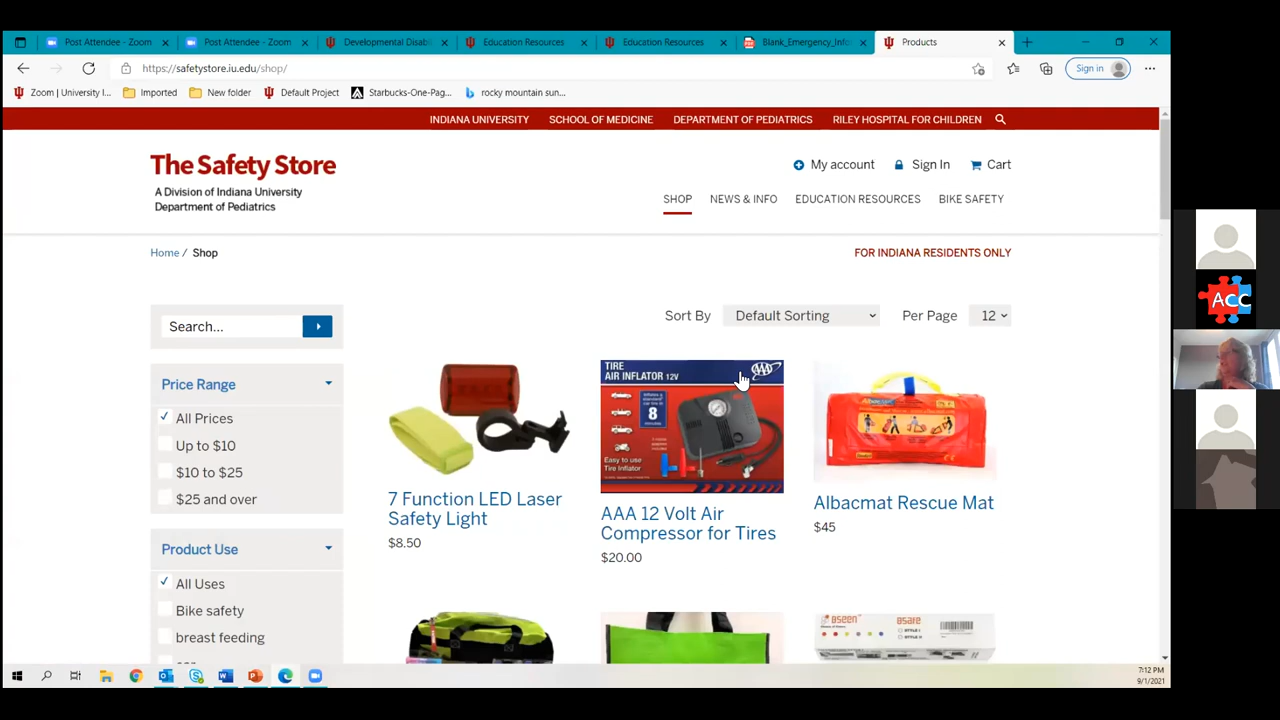 Post Attendee - Zoom
Post Attendee - Zoom
Developmental Disabi
Education Resources
Education Resources
Blank_Emergency_Info
Products
https://safetystore.iu.edu/shop/
Sign in
Zoom | University I...
Imported
New folder
Default Project
Starbucks-One-Pag...
rocky mountain sun...
INDIANA UNIVERSITY
SCHOOL OF MEDICINE
DEPARTMENT OF PEDIATRICS
RILEY HOSPITAL FOR CHILDREN
The Safety Store
A Division of Indiana University
Department of Pediatrics
My account
Sign In
Cart
SHOP
NEWS & INFO
EDUCATION RESOURCES
BIKE SAFETY
Home / Shop
FOR INDIANA RESIDENTS ONLY
Search...
Sort By
Default Sorting
Per Page
12
Price Range
All Prices
Up to $10
$10 to $25
$25 and over
Product Use
All Uses
Bike safety
breast feeding
TIRE
AIR INFLATOR 12V
AAA
8
Easy to use
Tire Inflator
7 Function LED Laser
Safety Light
$8.50
AAA 12 Volt Air
Compressor for Tires
$20.00
Albacmat Rescue Mat
$45
ACC
7:12 PM
9/1/2021